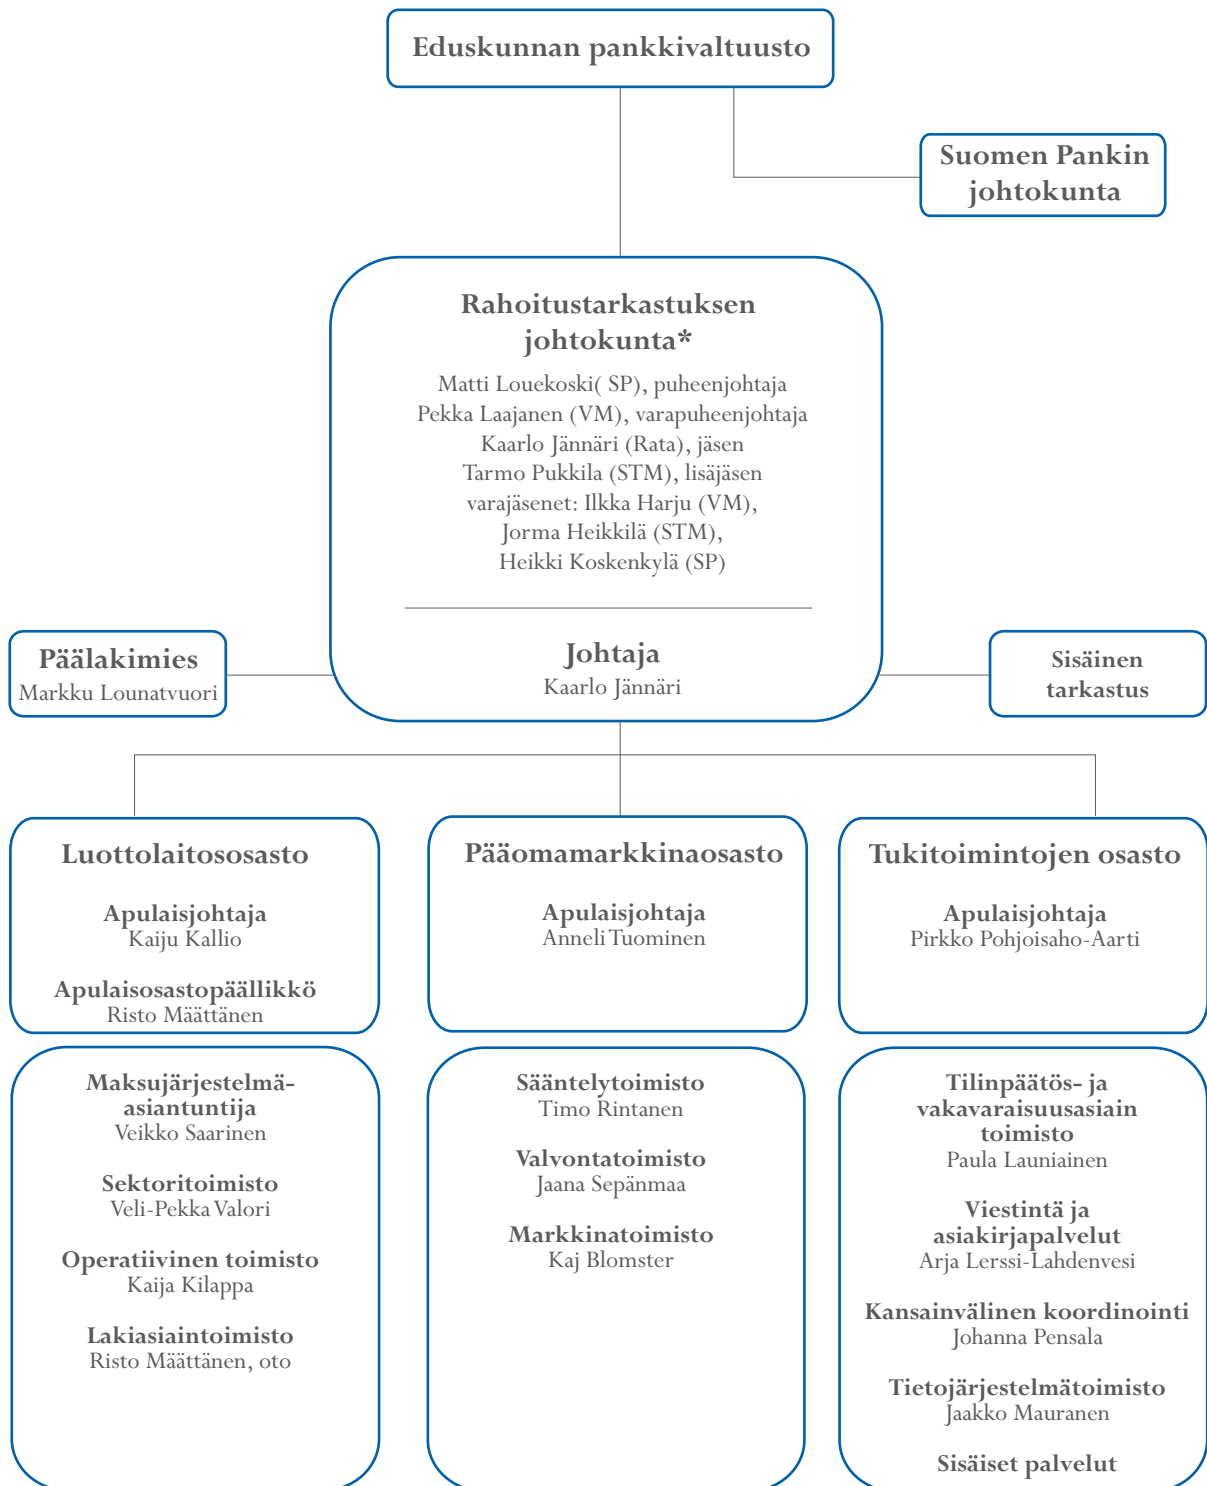 Eduskunnan pankkivaltuusto
Suomen Pankin
johtokunta
Rahoitustarkastuksen
johtokunta*
Matti Louekoski( SP), puheenjohtaja
Pekka Laajanen (VM), varapuheenjohtaja
Kaarlo Jännäri (Rata), jäsen
Tarmo Pukkila (STM), lisäjäsen
varajäsenet: Ilkka Harju (VM),
Jorma Heikkilä (STM),
Heikki Koskenkylä (SP)
Johtaja
Kaarlo Jännäri
Päälakimies
Markku Lounatvuori
Sisäinen
tarkastus
Luottolaitososasto
Apulaisjohtaja
Kaiju Kallio
Apulaisosastopäällikkö
Risto Määttänen
Maksujärjestelmä-
asiantuntija
Veikko Saarinen
Sektoritoimisto
Veli-Pekka Valori
Operatiivinen toimisto
Kaija Kilappa
Lakiasiaintoimisto
Risto Määttänen, oto
Pääomamarkkinaosasto
Apulaisjohtaja
Anneli Tuominen
Sääntelytoimisto
Timo Rintanen
Valvontatoimisto
Jaana Sepänmaa
Markkinatoimisto
Kaj Blomster
Tukitoimintojen osasto
Apulaisjohtaja
Pirkko Pohjoisaho-Aarti
Tilinpäätös- ja
vakavaraisuusasiain
toimisto
Paula Launiainen
Viestintä ja
asiakirjapalvelut
Arja Lerssi-Lahdenvesi
Kansainvälinen koordinointi
Johanna Pensala
Tietojärjestelmätoimisto
Jaakko Mauranen
Sisäiset palvelut